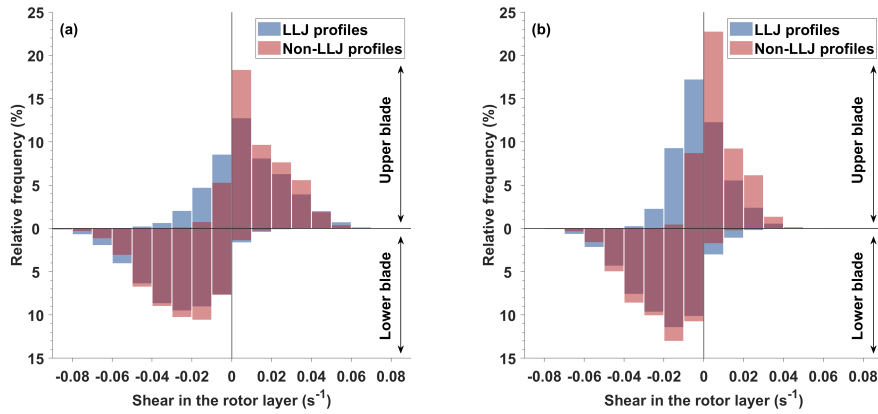 (a)
LLJ profiles
Non-LLJ profiles
25
20
15
10
5
0
5
10
15
Relative frequency (%)
Upper blade
Lower blade
-0.08 -0.06 -0.04 -0.02 0 0.02 0.04 0.06 0.08
Shear in the rotor layer (s-1)
(b)
LLJ profiles
Non-LLJ profiles
25
20
15
10
5
0
5
10
15
Relative frequency (%)
Upper blade
Lower blade
-0.08 -0.06 -0.04 -0.02 0 0.02 0.04 0.06 0.08
Shear in the rotor layer (s-1)